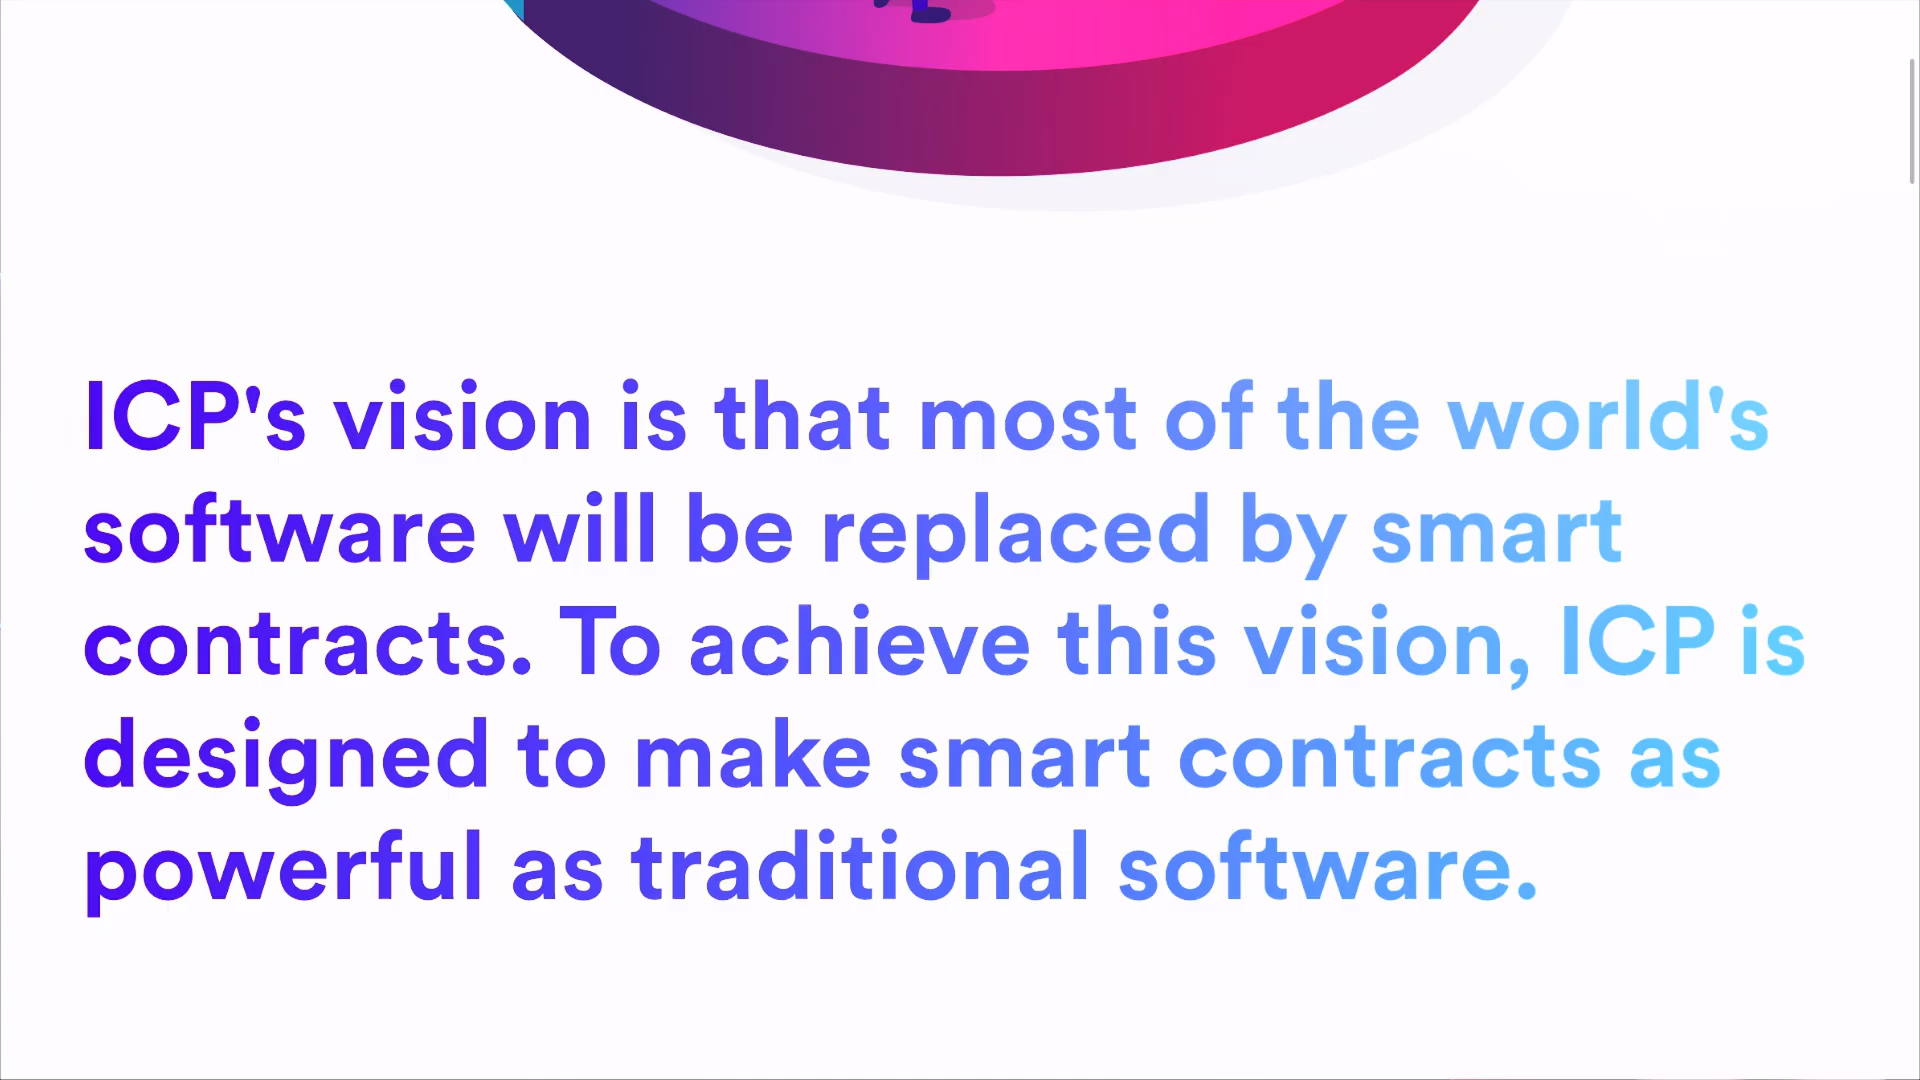 ICP's vision is that most of the world's
software will be replaced by smart
contracts. To achieve this vision, ICP is
designed to make smart contracts as
powerful as traditional software.